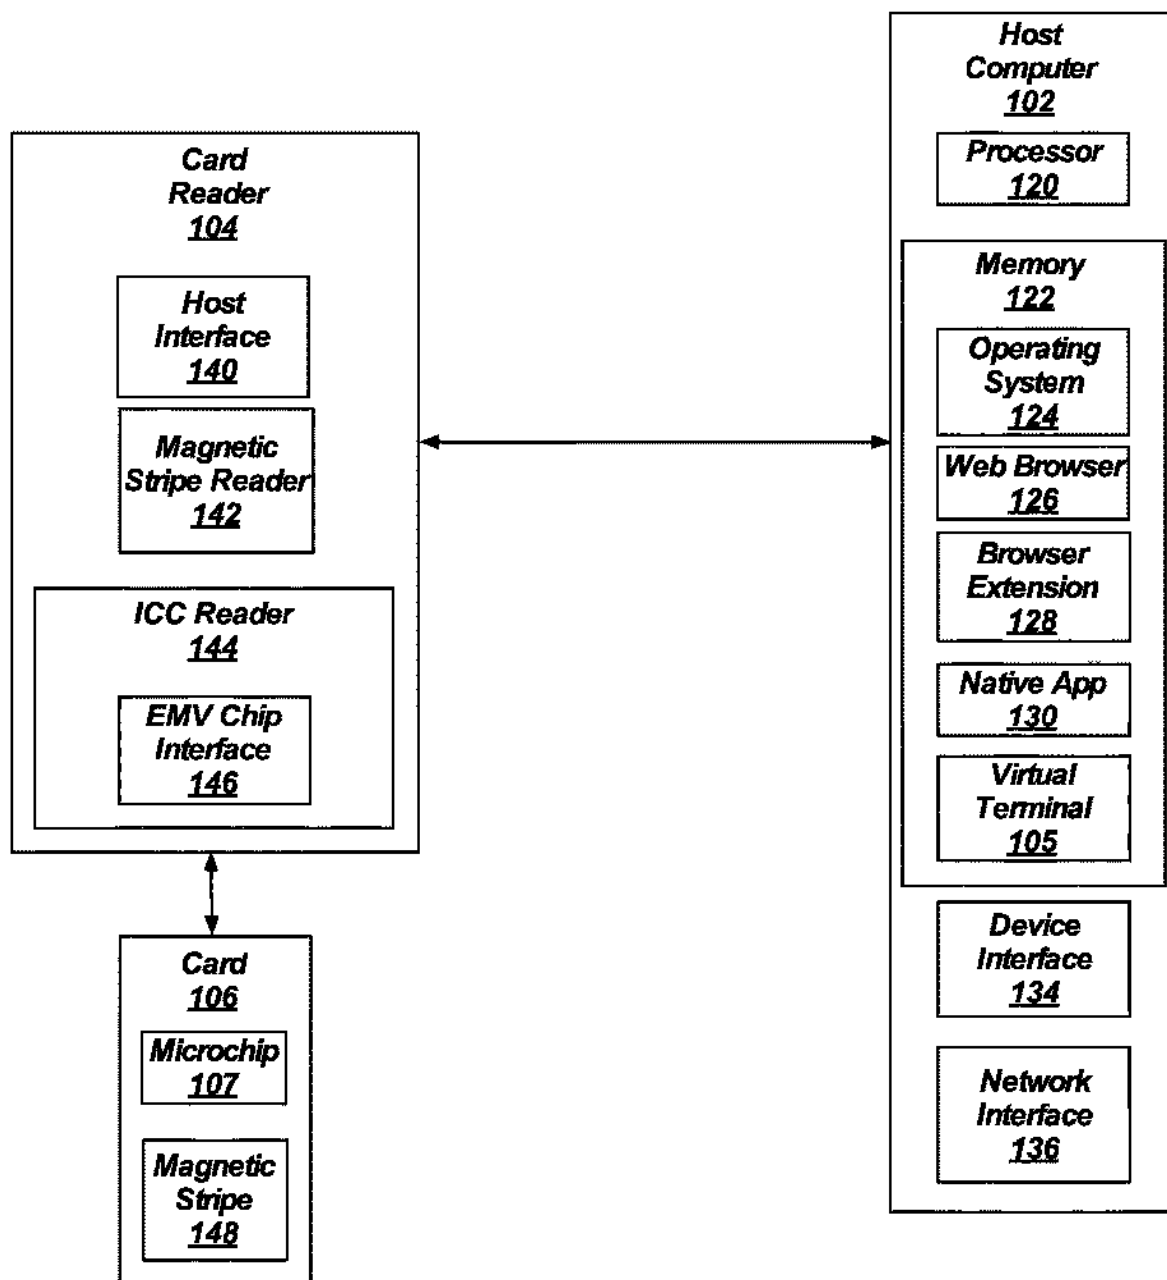 Card
Reader
104
Host
Interface
140
Magnetic
Stripe Reader
142
ICC Reader
144
EMV Chip
Interface
146
Card
106
Microchip
107
Magnetic
Stripe
148
Host
Computer
102
Processor
120
Memory
122
Operating
System
124
Web Browser
126
Browser
Extension
128
Native App
130
Virtual
Terminal
105
Device
Interface
134
Network
Interface
136